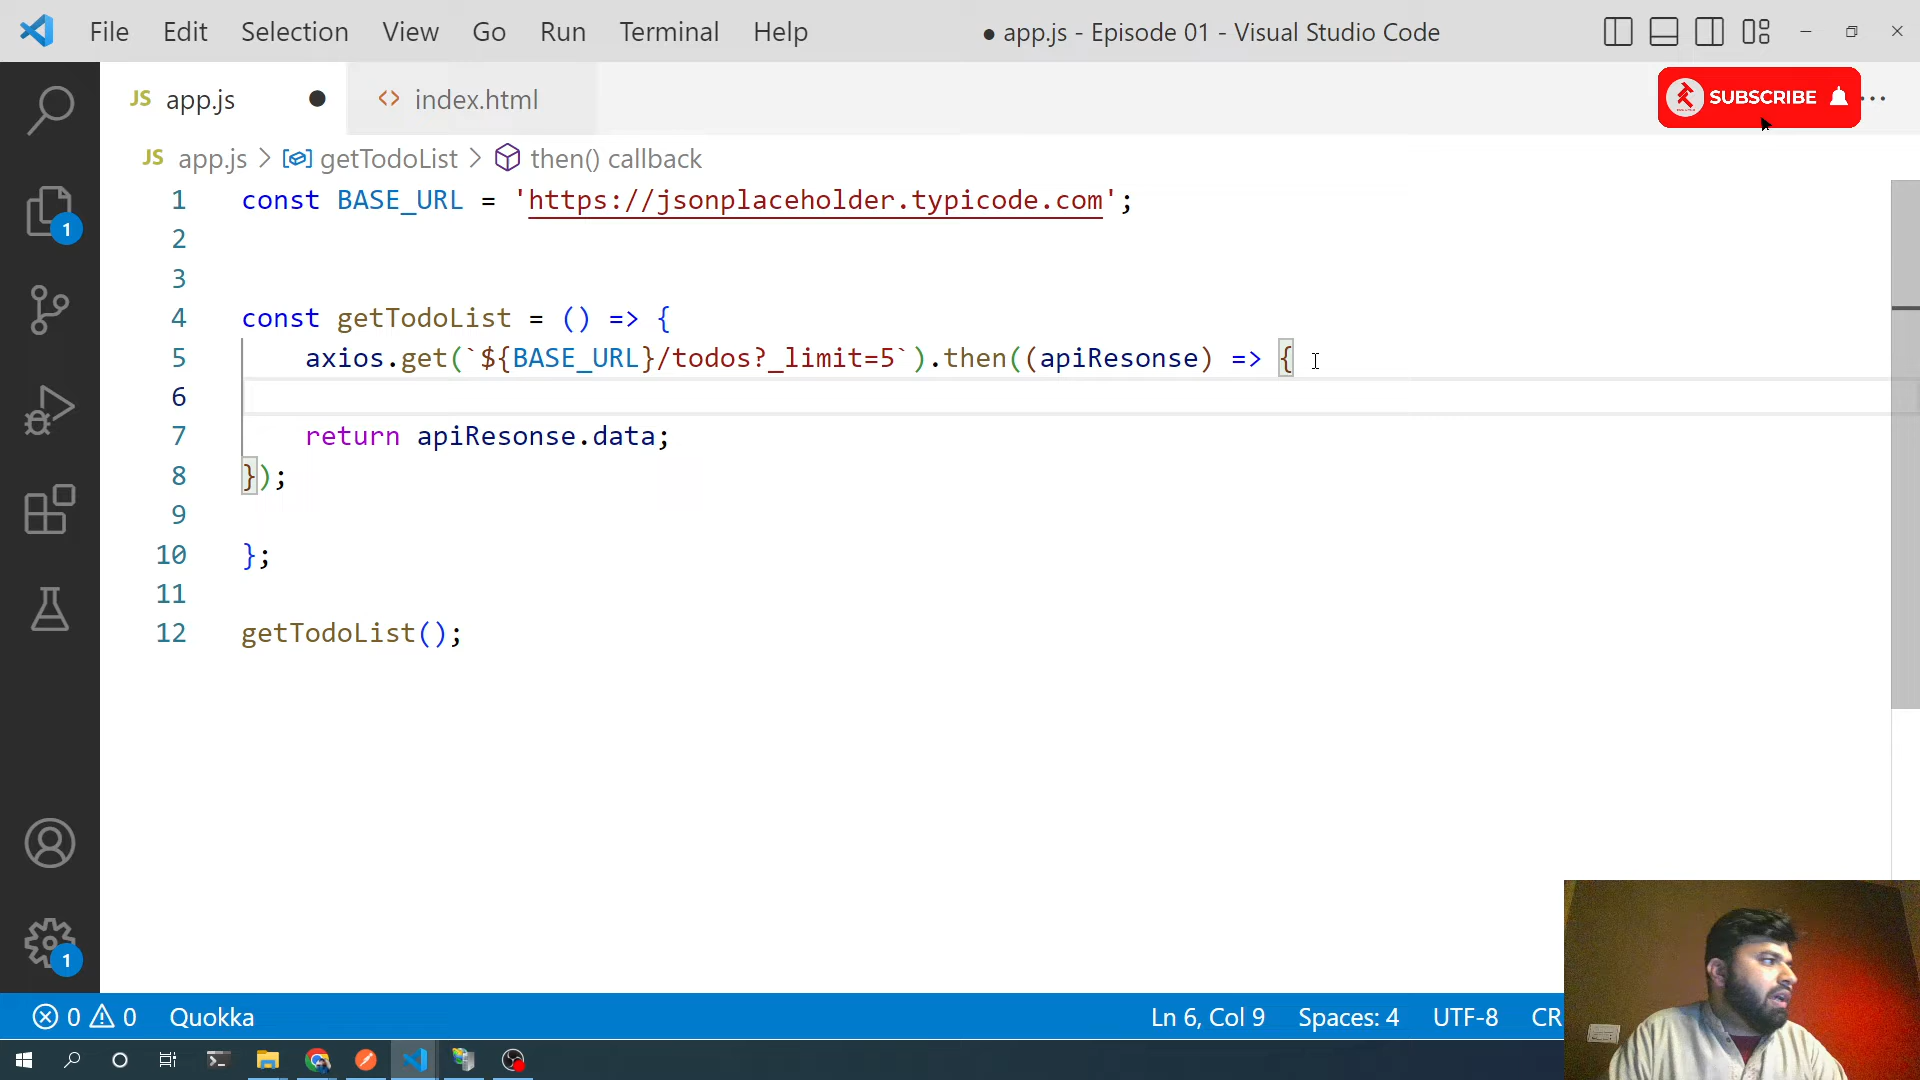 File Edit Selection View Go Run Terminal Help ● app.js - Episode 01 - Visual Studio Code
JS app.js ● <> index.html SUBSCRIBE ...
JS app.js > getTodoList > then() callback
1 const BASE_URL = 'https://jsonplaceholder.typicode.com';
2
3
4 const getTodoList = () => {
5 axios.get(`${BASE_URL}/todos?_limit=5`).then((apiResonse) => {
6
7 return apiResonse.data;
8 });
9
10 };
11
12 getTodoList();
1
1
0 0 Quokka Ln 6, Col 9 Spaces: 4 UTF-8 CR